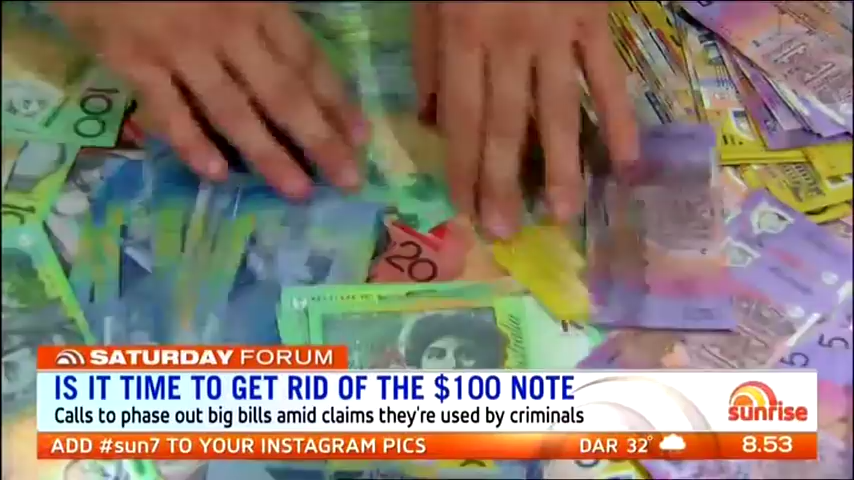 100
20
5
5
SATURDAY FORUM
IS IT TIME TO GET RID OF THE $100 NOTE
Calls to phase out big bills amid claims they're used by criminals
sunrise
ADD #sun7 TO YOUR INSTAGRAM PICS
DAR 32° 8.53